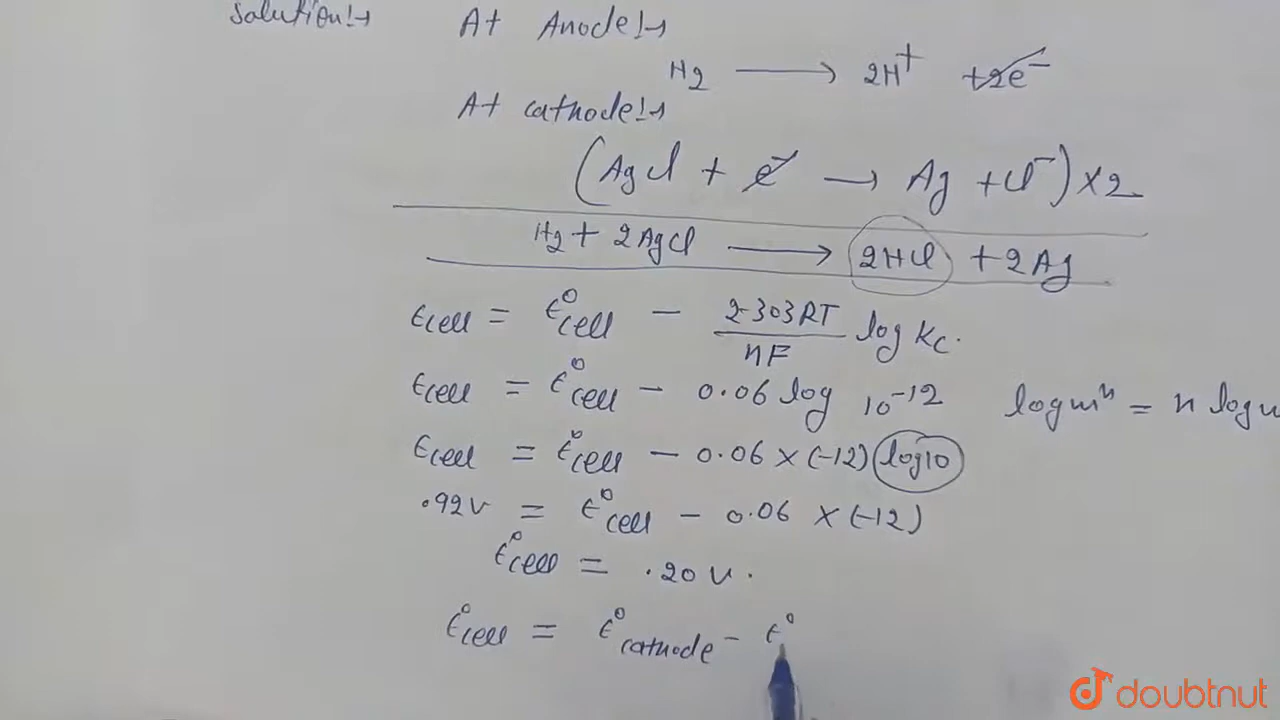 Solution:→ At Anode:→
H₂ ⟶ 2H⁺ +2e⁻
At cathode:→
(AgCl + e⁻ ⟶ Ag + Cl⁻) × 2
H₂ + 2AgCl ⟶ 2HCl + 2Ag
Ecell = E°cell − 2.303RT/nF log Kc.
Ecell = E°cell − 0.06 log 10⁻¹² log mⁿ = n log
Ecell = E°cell − 0.06 × (−12) log10
.92V = E°cell − 0.06 × (−12)
E°cell = .20 V.
E°cell = E°cathode − E°
doubtnut